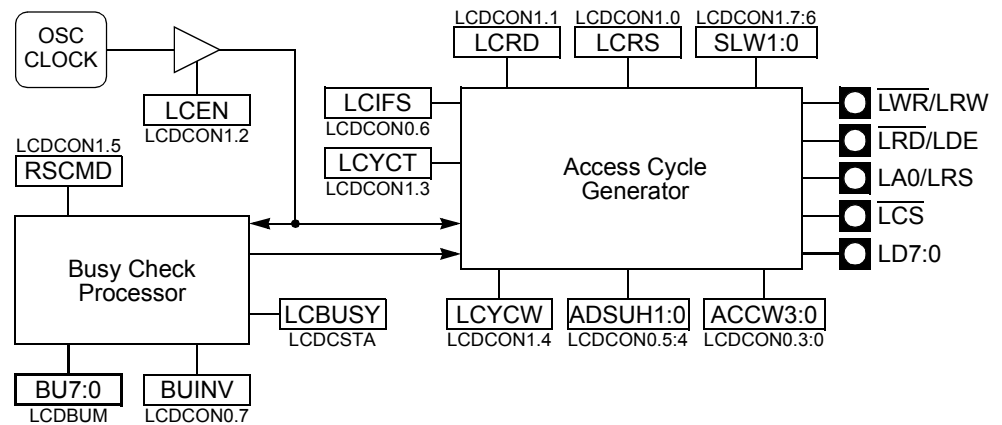 OSC
CLOCK
LCEN
LCDCON1.2
LCDCON1.1
LCRD
LCDCON1.0
LCRS
LCDCON1.7:6
SLW1:0
LCIFS
LCDCON0.6
LCYCT
LCDCON1.3
Access Cycle
Generator
LWR/LRW
LRD/LDE
LA0/LRS
LCS
LD7:0
LCDCON1.5
RSCMD
Busy Check
Processor
LCBUSY
LCDCSTA
LCYCW
LCDCON1.4
ADSUH1:0
LCDCON0.5:4
ACCW3:0
LCDCON0.3:0
BU7:0
LCDBUM
BUINV
LCDCON0.7